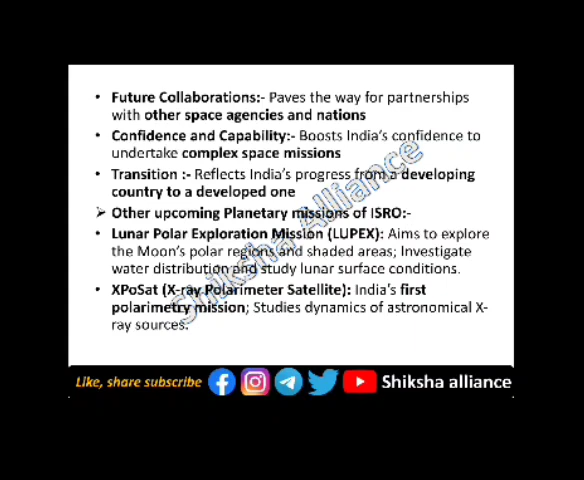 • Future Collaborations:- Paves the way for partnerships
with other space agencies and nations
• Confidence and Capability:- Boosts India's confidence to
undertake complex space missions
• Transition :- Reflects India's progress from a developing
country to a developed one
➤ Other upcoming Planetary missions of ISRO:-
• Lunar Polar Exploration Mission (LUPEX): Aims to explore
the Moon's polar regions and shaded areas; Investigate
water distribution and study lunar surface conditions.
• XPoSat (X-ray Polarimeter Satellite): India's first
polarimetry mission; Studies dynamics of astronomical X-
ray sources.
Shiksha Alliance
Like, share subscribe Shiksha alliance